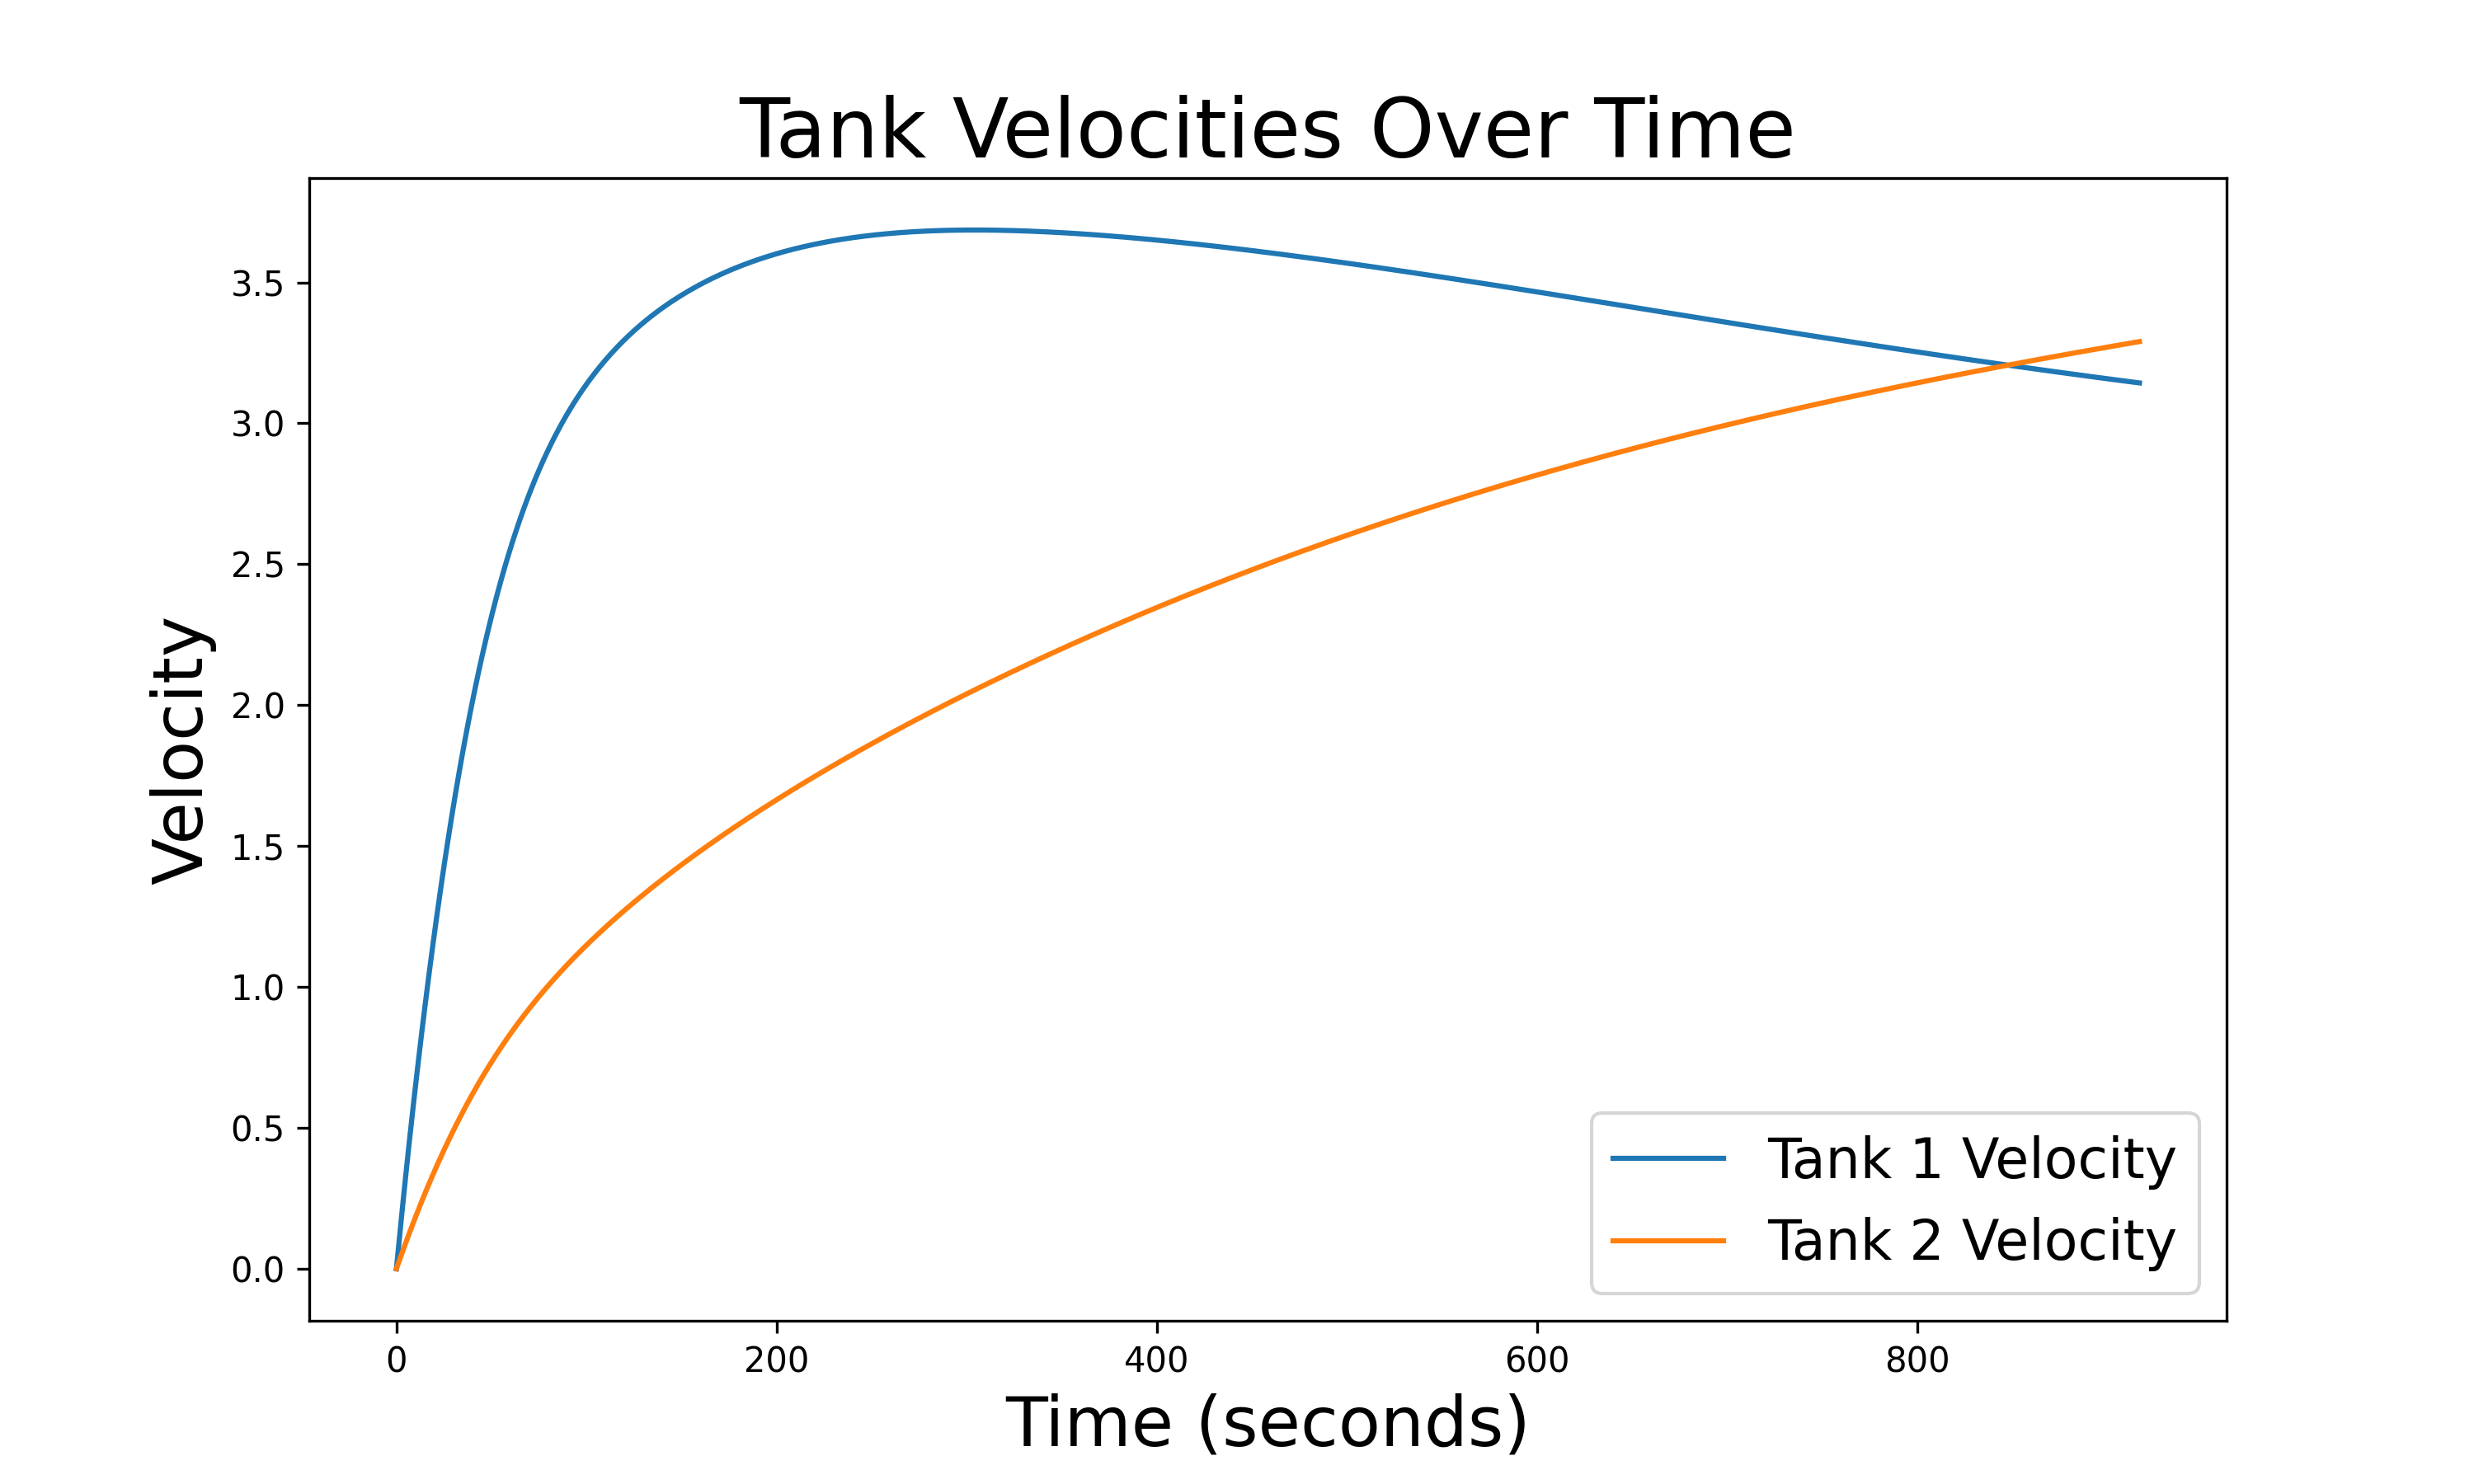 Tank Velocities Over Time
Velocity
3.5
3.0
2.5
2.0
1.5
1.0
0.5
0.0
Tank 1 Velocity
Tank 2 Velocity
0 200 400 600 800
Time (seconds)